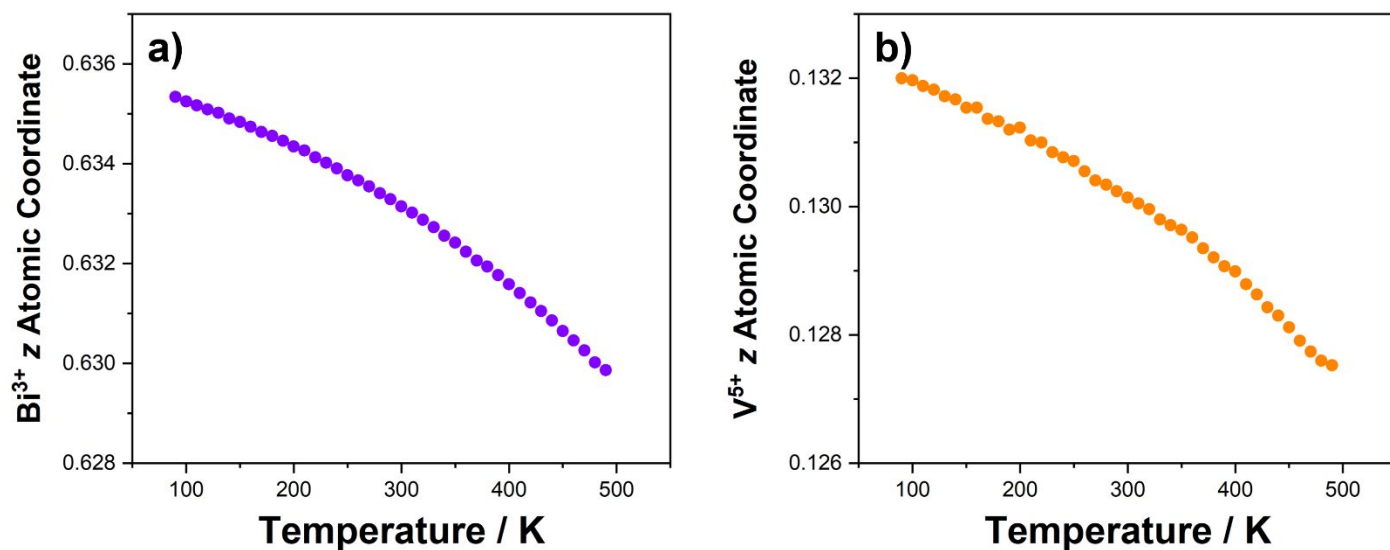 a)
Bi³⁺ z Atomic Coordinate
0.636
0.634
0.632
0.630
0.628
100 200 300 400 500
Temperature / K
b)
V⁵⁺ z Atomic Coordinate
0.132
0.130
0.128
0.126
100 200 300 400 500
Temperature / K